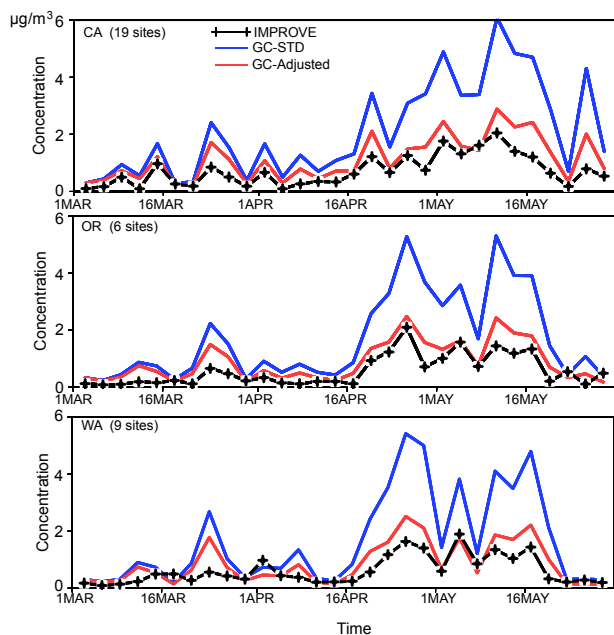 µg/m³
CA (19 sites)
IMPROVE
GC-STD
GC-Adjusted
Concentration
6
4
2
0
1MAR 16MAR 1APR 16APR 1MAY 16MAY
OR (6 sites)
Concentration
6
4
2
0
1MAR 16MAR 1APR 16APR 1MAY 16MAY
WA (9 sites)
Concentration
6
4
2
0
1MAR 16MAR 1APR 16APR 1MAY 16MAY
Time